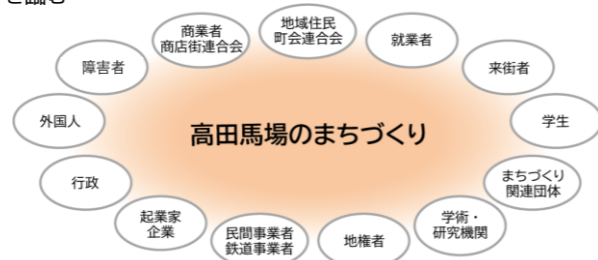 商業者
商店街連合会
地域住民
町会連合会
就業者
障害者
来街者
外国人
高田馬場のまちづくり
学生
行政
まちづくり
関連団体
起業家
企業
民間事業者
鉄道事業者
地権者
学術・
研究機関